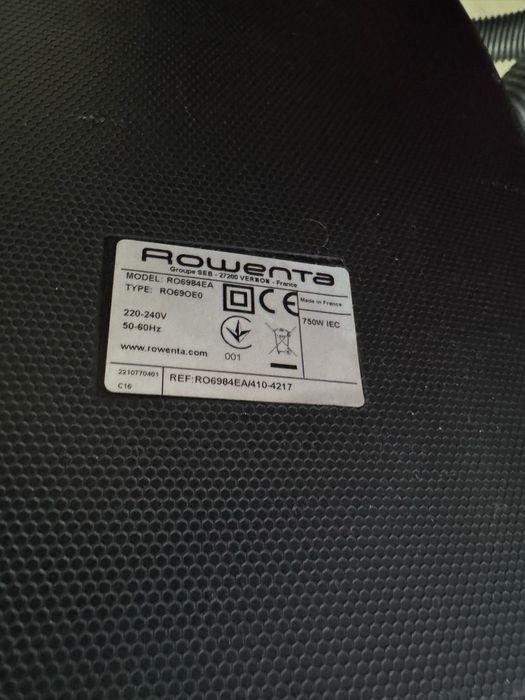 Rowenta
Groupe SEB - 27200 VERNON - France
MODEL: RO6984EA
TYPE: RO69OE0
CE
Made in France
220-240V
50-60Hz
750W IEC
www.rowenta.com
001
2210770401
C16
REF:RO6984EA/410-4217